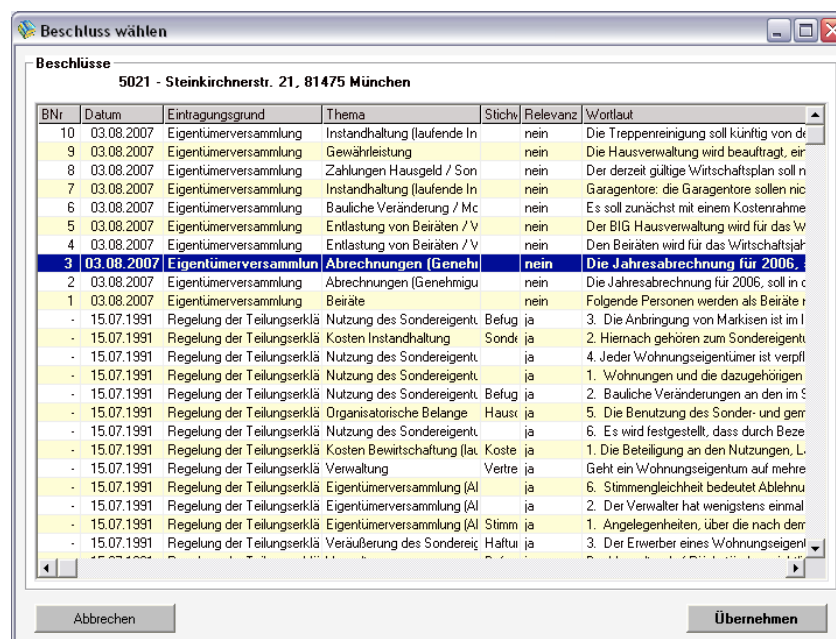 Beschluss wählen
Beschlüsse
5021 - Steinkirchnerstr. 21, 81475 München
BNr Datum Eintragungsgrund Thema Stichw Relevanz Wortlaut
10 03.08.2007 Eigentümerversammlung Instandhaltung (laufende In nein Die Treppenreinigung soll künftig von de
9 03.08.2007 Eigentümerversammlung Gewährleistung nein Die Hausverwaltung wird beauftragt, ein
8 03.08.2007 Eigentümerversammlung Zahlungen Hausgeld / Son nein Der derzeit gültige Wirtschaftsplan soll n
7 03.08.2007 Eigentümerversammlung Instandhaltung (laufende In nein Garagentore: die Garagentore sollen nic
6 03.08.2007 Eigentümerversammlung Bauliche Veränderung / Mo nein Es soll zunächst mit einem Kostenrahme
5 03.08.2007 Eigentümerversammlung Entlastung von Beiräten / V nein Der BIG Hausverwaltung wird für das W
4 03.08.2007 Eigentümerversammlung Entlastung von Beiräten / V nein Den Beiräten wird für das Wirtschaftsjah
3 03.08.2007 Eigentümerversammlun Abrechnungen (Genehi nein Die Jahresabrechnung für 2006,
2 03.08.2007 Eigentümerversammlung Abrechnungen (Genehmigu nein Die Jahresabrechnung für 2006, soll in
1 03.08.2007 Eigentümerversammlung Beiräte nein Folgende Personen werden als Beiräte
- 15.07.1991 Regelung der Teilungserklä Nutzung des Sondereigentu Befug ja 3. Die Anbringung von Markisen ist im
- 15.07.1991 Regelung der Teilungserklä Kosten Instandhaltung Sonde ja 2. Hiernach gehören zum Sondereigentu
- 15.07.1991 Regelung der Teilungserklä Nutzung des Sondereigentu ja 4. Jeder Wohnungseigentümer ist verpfl
- 15.07.1991 Regelung der Teilungserklä Nutzung des Sondereigentu ja 1. Wohnungen und die dazugehörigen
- 15.07.1991 Regelung der Teilungserklä Nutzung des Sondereigentu Befug ja 2. Bauliche Veränderungen an den im S
- 15.07.1991 Regelung der Teilungserklä Organisatorische Belange Hausc ja 5. Die Benutzung des Sonder- und gem
- 15.07.1991 Regelung der Teilungserklä Nutzung des Sondereigentu ja 6. Es wird festgestellt, dass durch Beze
- 15.07.1991 Regelung der Teilungserklä Kosten Bewirtschaftung (lau Koste ja 1. Die Beteiligung an den Nutzungen, L
- 15.07.1991 Regelung der Teilungserklä Verwaltung Vertre ja Geht ein Wohnungseigentum auf mehre
- 15.07.1991 Regelung der Teilungserklä Eigentümerversammlung (Al ja 6. Stimmengleichheit bedeutet Ablehnu
- 15.07.1991 Regelung der Teilungserklä Eigentümerversammlung (Al ja 2. Der Verwalter hat wenigstens einmal
- 15.07.1991 Regelung der Teilungserklä Eigentümerversammlung (Al Stimm ja 1. Angelegenheiten, über die nach dem
- 15.07.1991 Regelung der Teilungserklä Veräußerung des Sondereig Haftur ja 3. Der Erwerber eines Wohnungseigent
Abbrechen Übernehmen